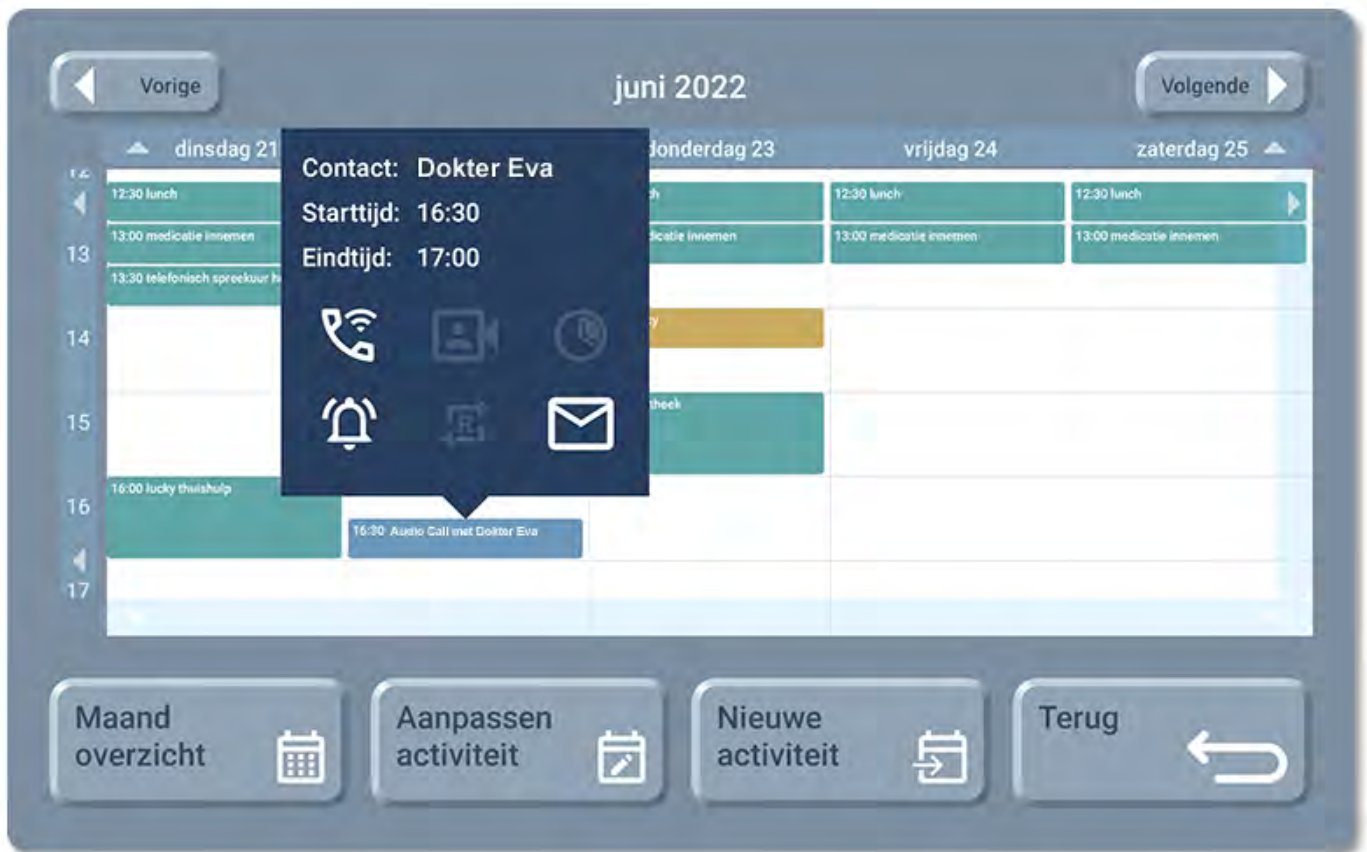 Vorige
juni 2022
Volgende
dinsdag 21
donderdag 23
vrijdag 24
zaterdag 25
Contact: Dokter Eva
Starttijd: 16:30
Eindtijd: 17:00
12
12:30 lunch
12:30 lunch
12:30 lunch
13
13:00 medicatie innemen
innemen
13:00 medicatie innemen
13:00 medicatie innemen
13:30 telefonisch spreekuur
14
15
16
16:00 lucky thuishulp
16:30 Audio Call met Dokter Eva
17
Maand
overzicht
Aanpassen
activiteit
Nieuwe
activiteit
Terug